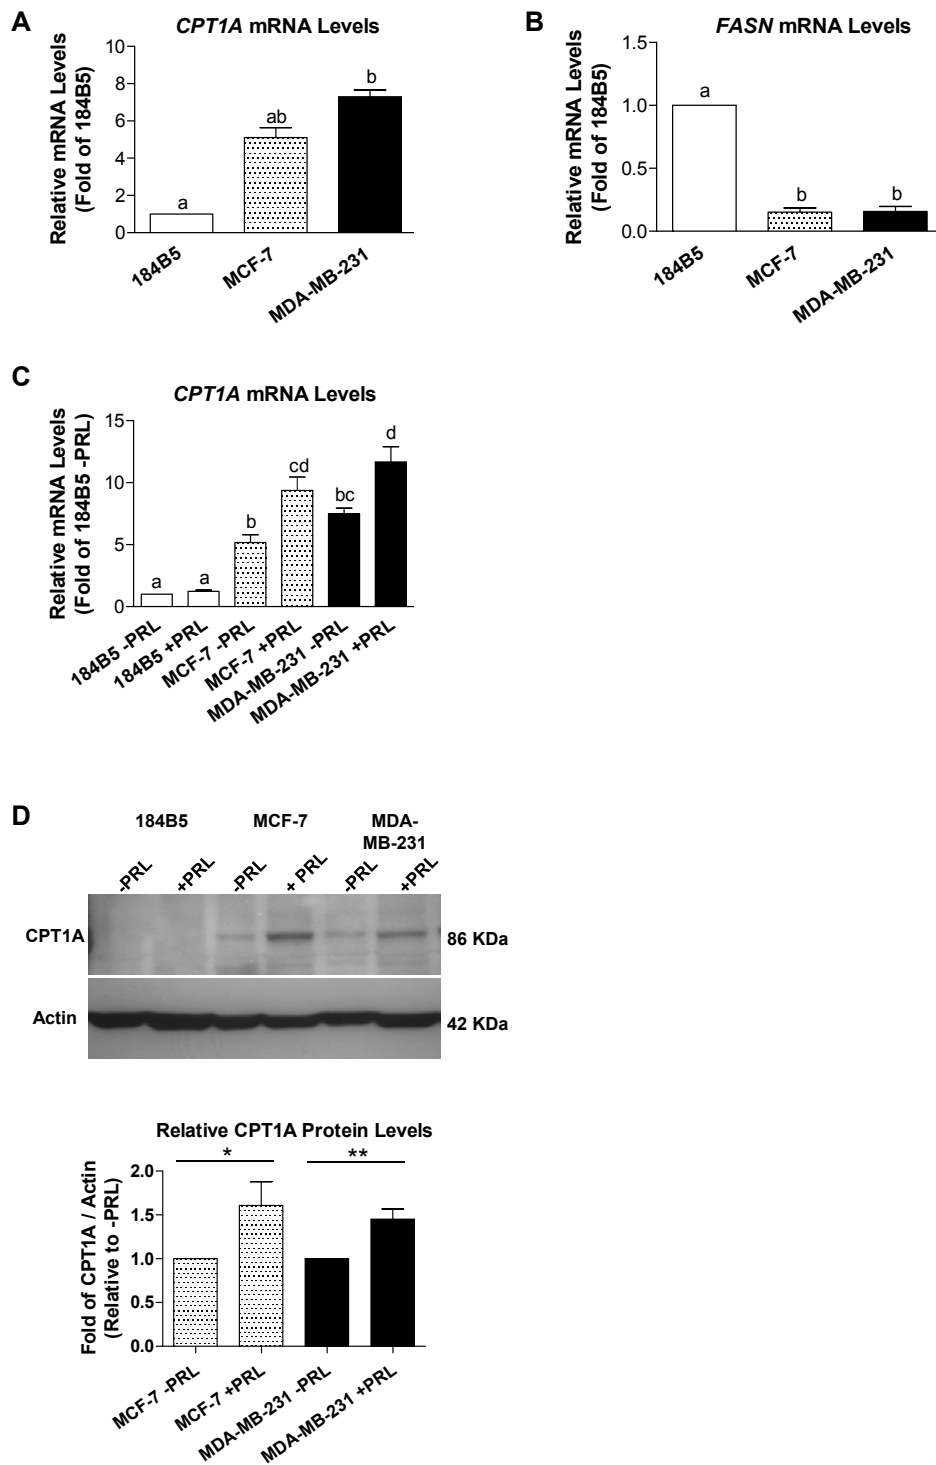 A
CPT1A mRNA Levels
Relative mRNA Levels
(Fold of 184B5)
10
8
6
4
2
0
a
ab
b
184B5
MCF-7
MDA-MB-231
B
FASN mRNA Levels
Relative mRNA Levels
(Fold of 184B5)
1.5
1.0
0.5
0.0
a
b
b
184B5
MCF-7
MDA-MB-231
C
CPT1A mRNA Levels
Relative mRNA Levels
(Fold of 184B5 -PRL)
15
10
5
0
a
a
b
cd
bc
d
184B5 -PRL
184B5 +PRL
MCF-7 -PRL
MCF-7 +PRL
MDA-MB-231 -PRL
MDA-MB-231 +PRL
D
184B5
MCF-7
MDA-
MB-231
-PRL
+PRL
-PRL
+ PRL
-PRL
+PRL
CPT1A
86 KDa
Actin
42 KDa
Relative CPT1A Protein Levels
Fold of CPT1A / Actin
(Relative to -PRL)
*
**
2.0
1.5
1.0
0.5
0.0
MCF-7 -PRL
MCF-7 +PRL
MDA-MB-231 -PRL
MDA-MB-231 +PRL